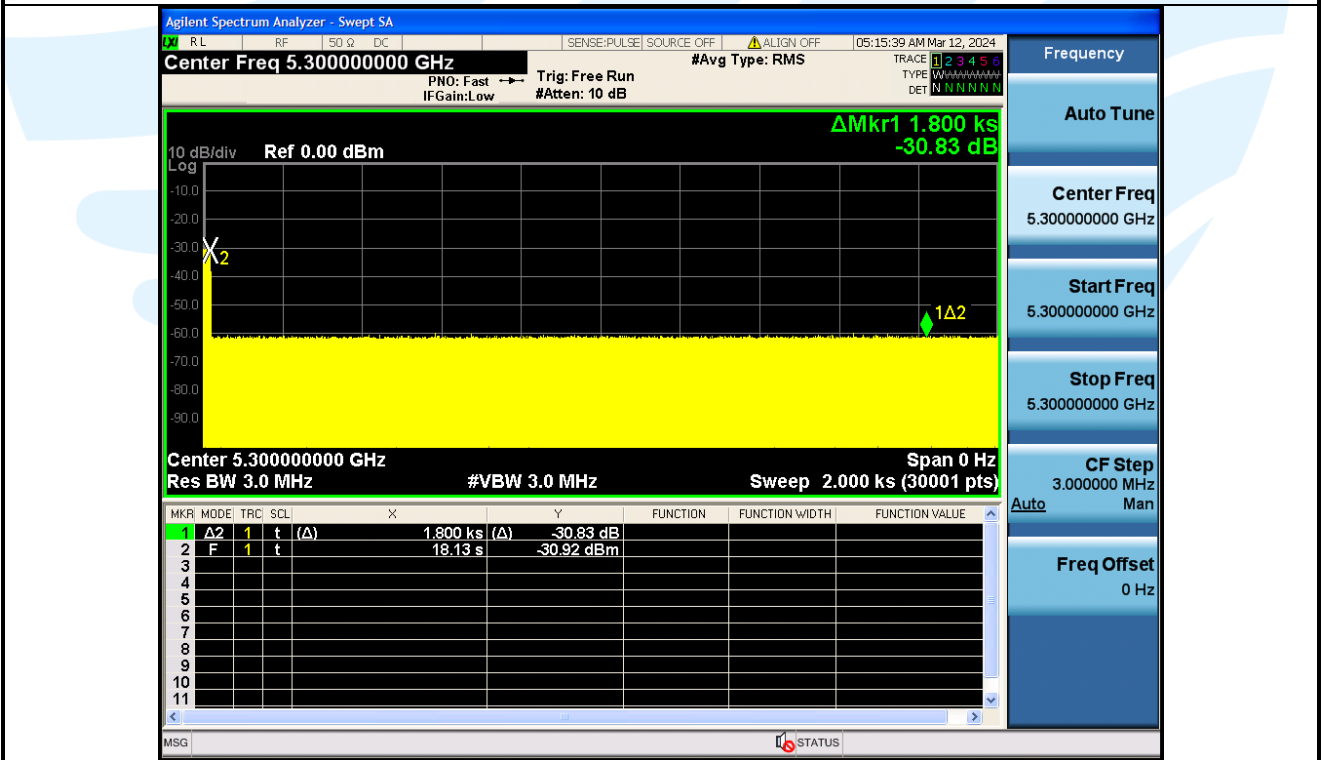 Agilent Spectrum Analyzer - Swept SA
LXI RL RF 50 Ω DC SENSE:PULSE SOURCE OFF ALIGN OFF 05:15:39 AM Mar 12, 2024
Center Freq 5.300000000 GHz
PNO: Fast
IFGain:Low
Trig: Free Run
#Atten: 10 dB
#Avg Type: RMS
TRACE 1 2 3 4 5 6
TYPE
DET N N N N N N
ΔMkr1 1.800 ks
-30.83 dB
10 dB/div Ref 0.00 dBm
Log
-10.0
-20.0
-30.0
2
-40.0
-50.0
1Δ2
-60.0
-70.0
-80.0
-90.0
Center 5.300000000 GHz Span 0 Hz
Res BW 3.0 MHz #VBW 3.0 MHz Sweep 2.000 ks (30001 pts)
MKR MODE TRC SCL X Y FUNCTION FUNCTION WIDTH FUNCTION VALUE
1 Δ2 1 t (Δ) 1.800 ks (Δ) -30.83 dB
2 F 1 t 18.13 s -30.92 dBm
3
4
5
6
7
8
9
10
11
MSG STATUS
Frequency
Auto Tune
Center Freq
5.300000000 GHz
Start Freq
5.300000000 GHz
Stop Freq
5.300000000 GHz
CF Step
3.000000 MHz
Auto Man
Freq Offset
0 Hz